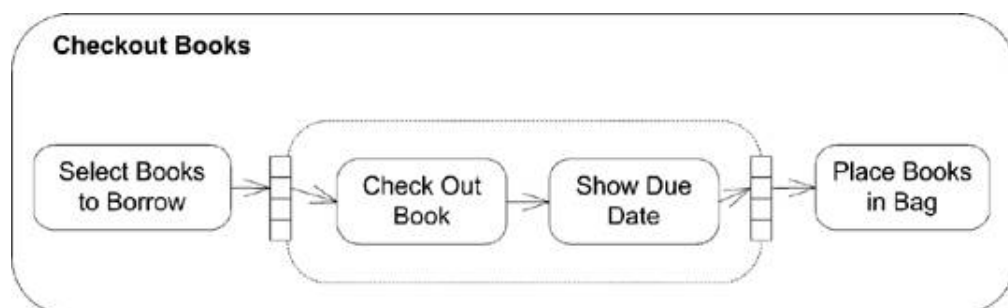 Checkout Books
Select Books
to Borrow
Check Out
Book
Show Due
Date
Place Books
in Bag